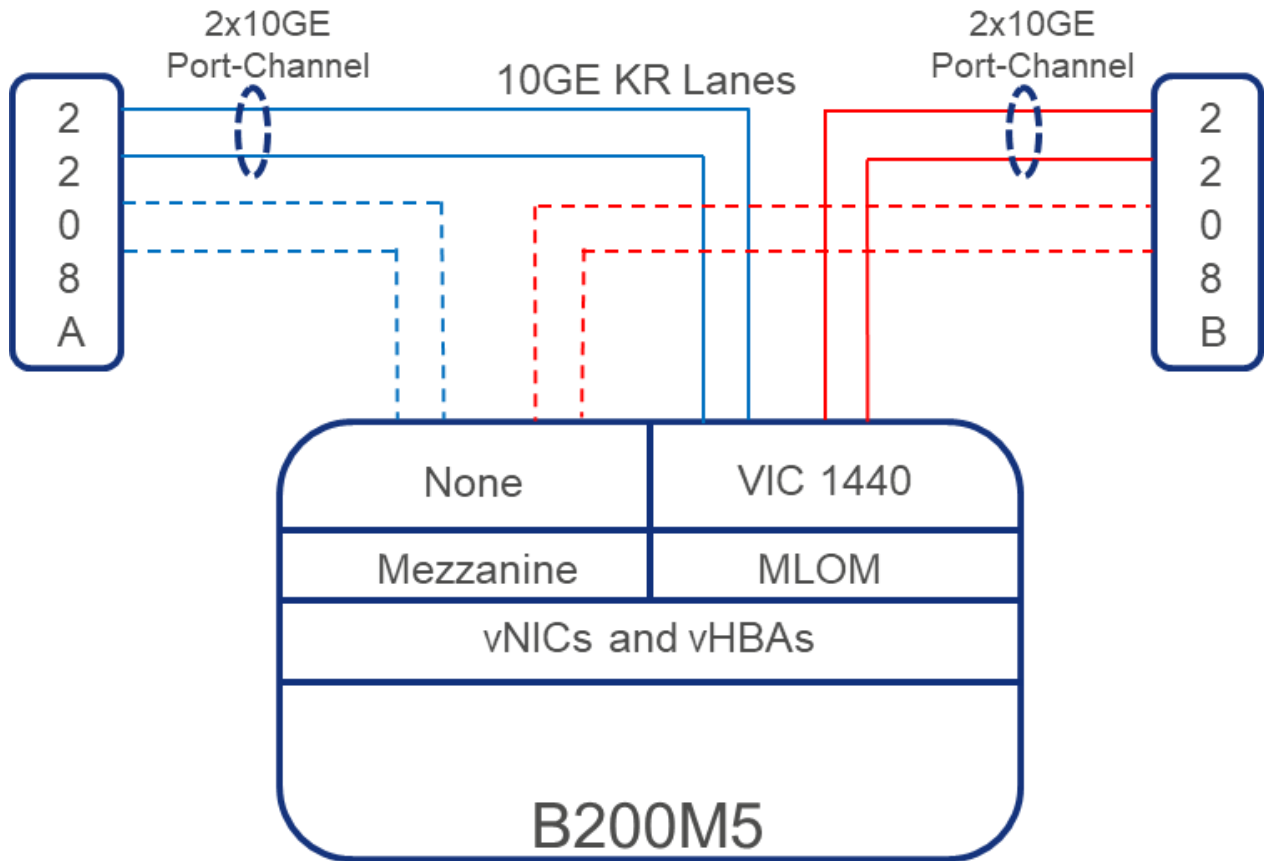 2x10GE
Port-Channel
2x10GE
Port-Channel
10GE KR Lanes
2
2
0
8
A
2
2
0
8
B
None
VIC 1440
Mezzanine
MLOM
vNICs and vHBAs
B200M5